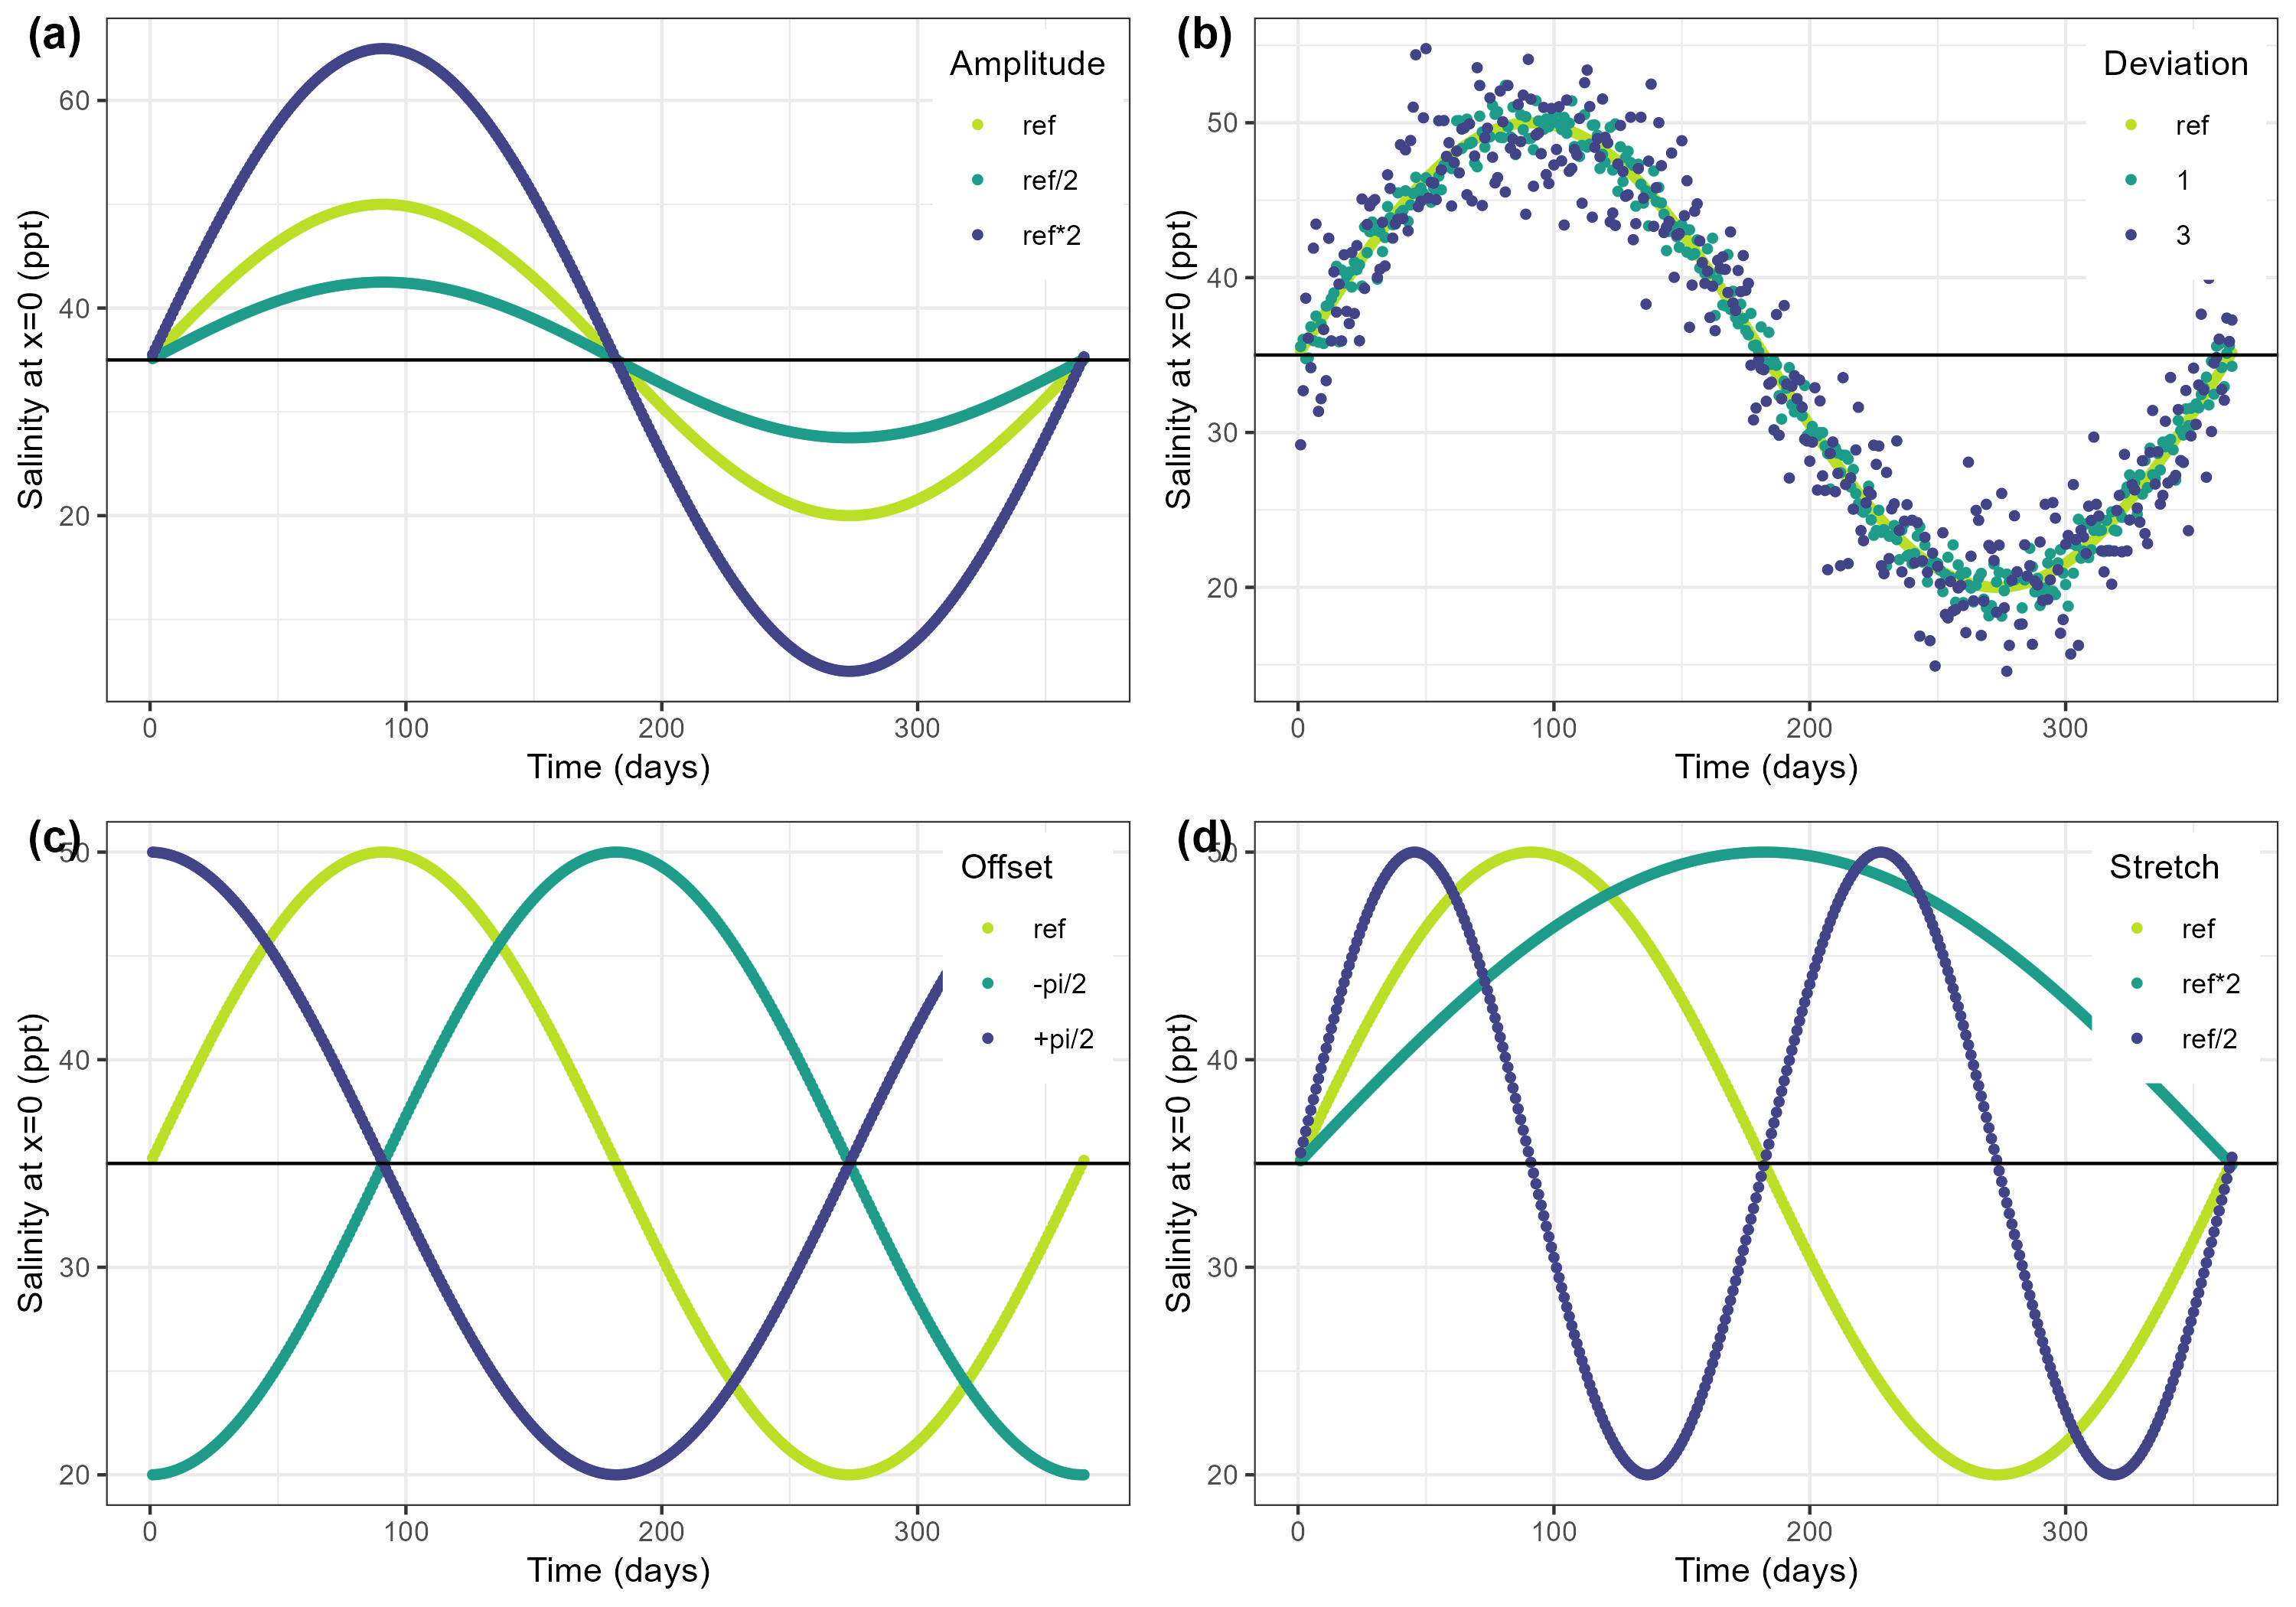 (a)
Salinity at x=0 (ppt)
60
40
20
Amplitude
ref
ref/2
ref*2
0 100 200 300
Time (days)
(b)
Salinity at x=0 (ppt)
50
40
30
20
Deviation
ref
1
3
0 100 200 300
Time (days)
(c)
Salinity at x=0 (ppt)
50
40
30
20
Offset
ref
-pi/2
+pi/2
0 100 200 300
Time (days)
(d)
Salinity at x=0 (ppt)
50
40
30
20
Stretch
ref
ref*2
ref/2
0 100 200 300
Time (days)